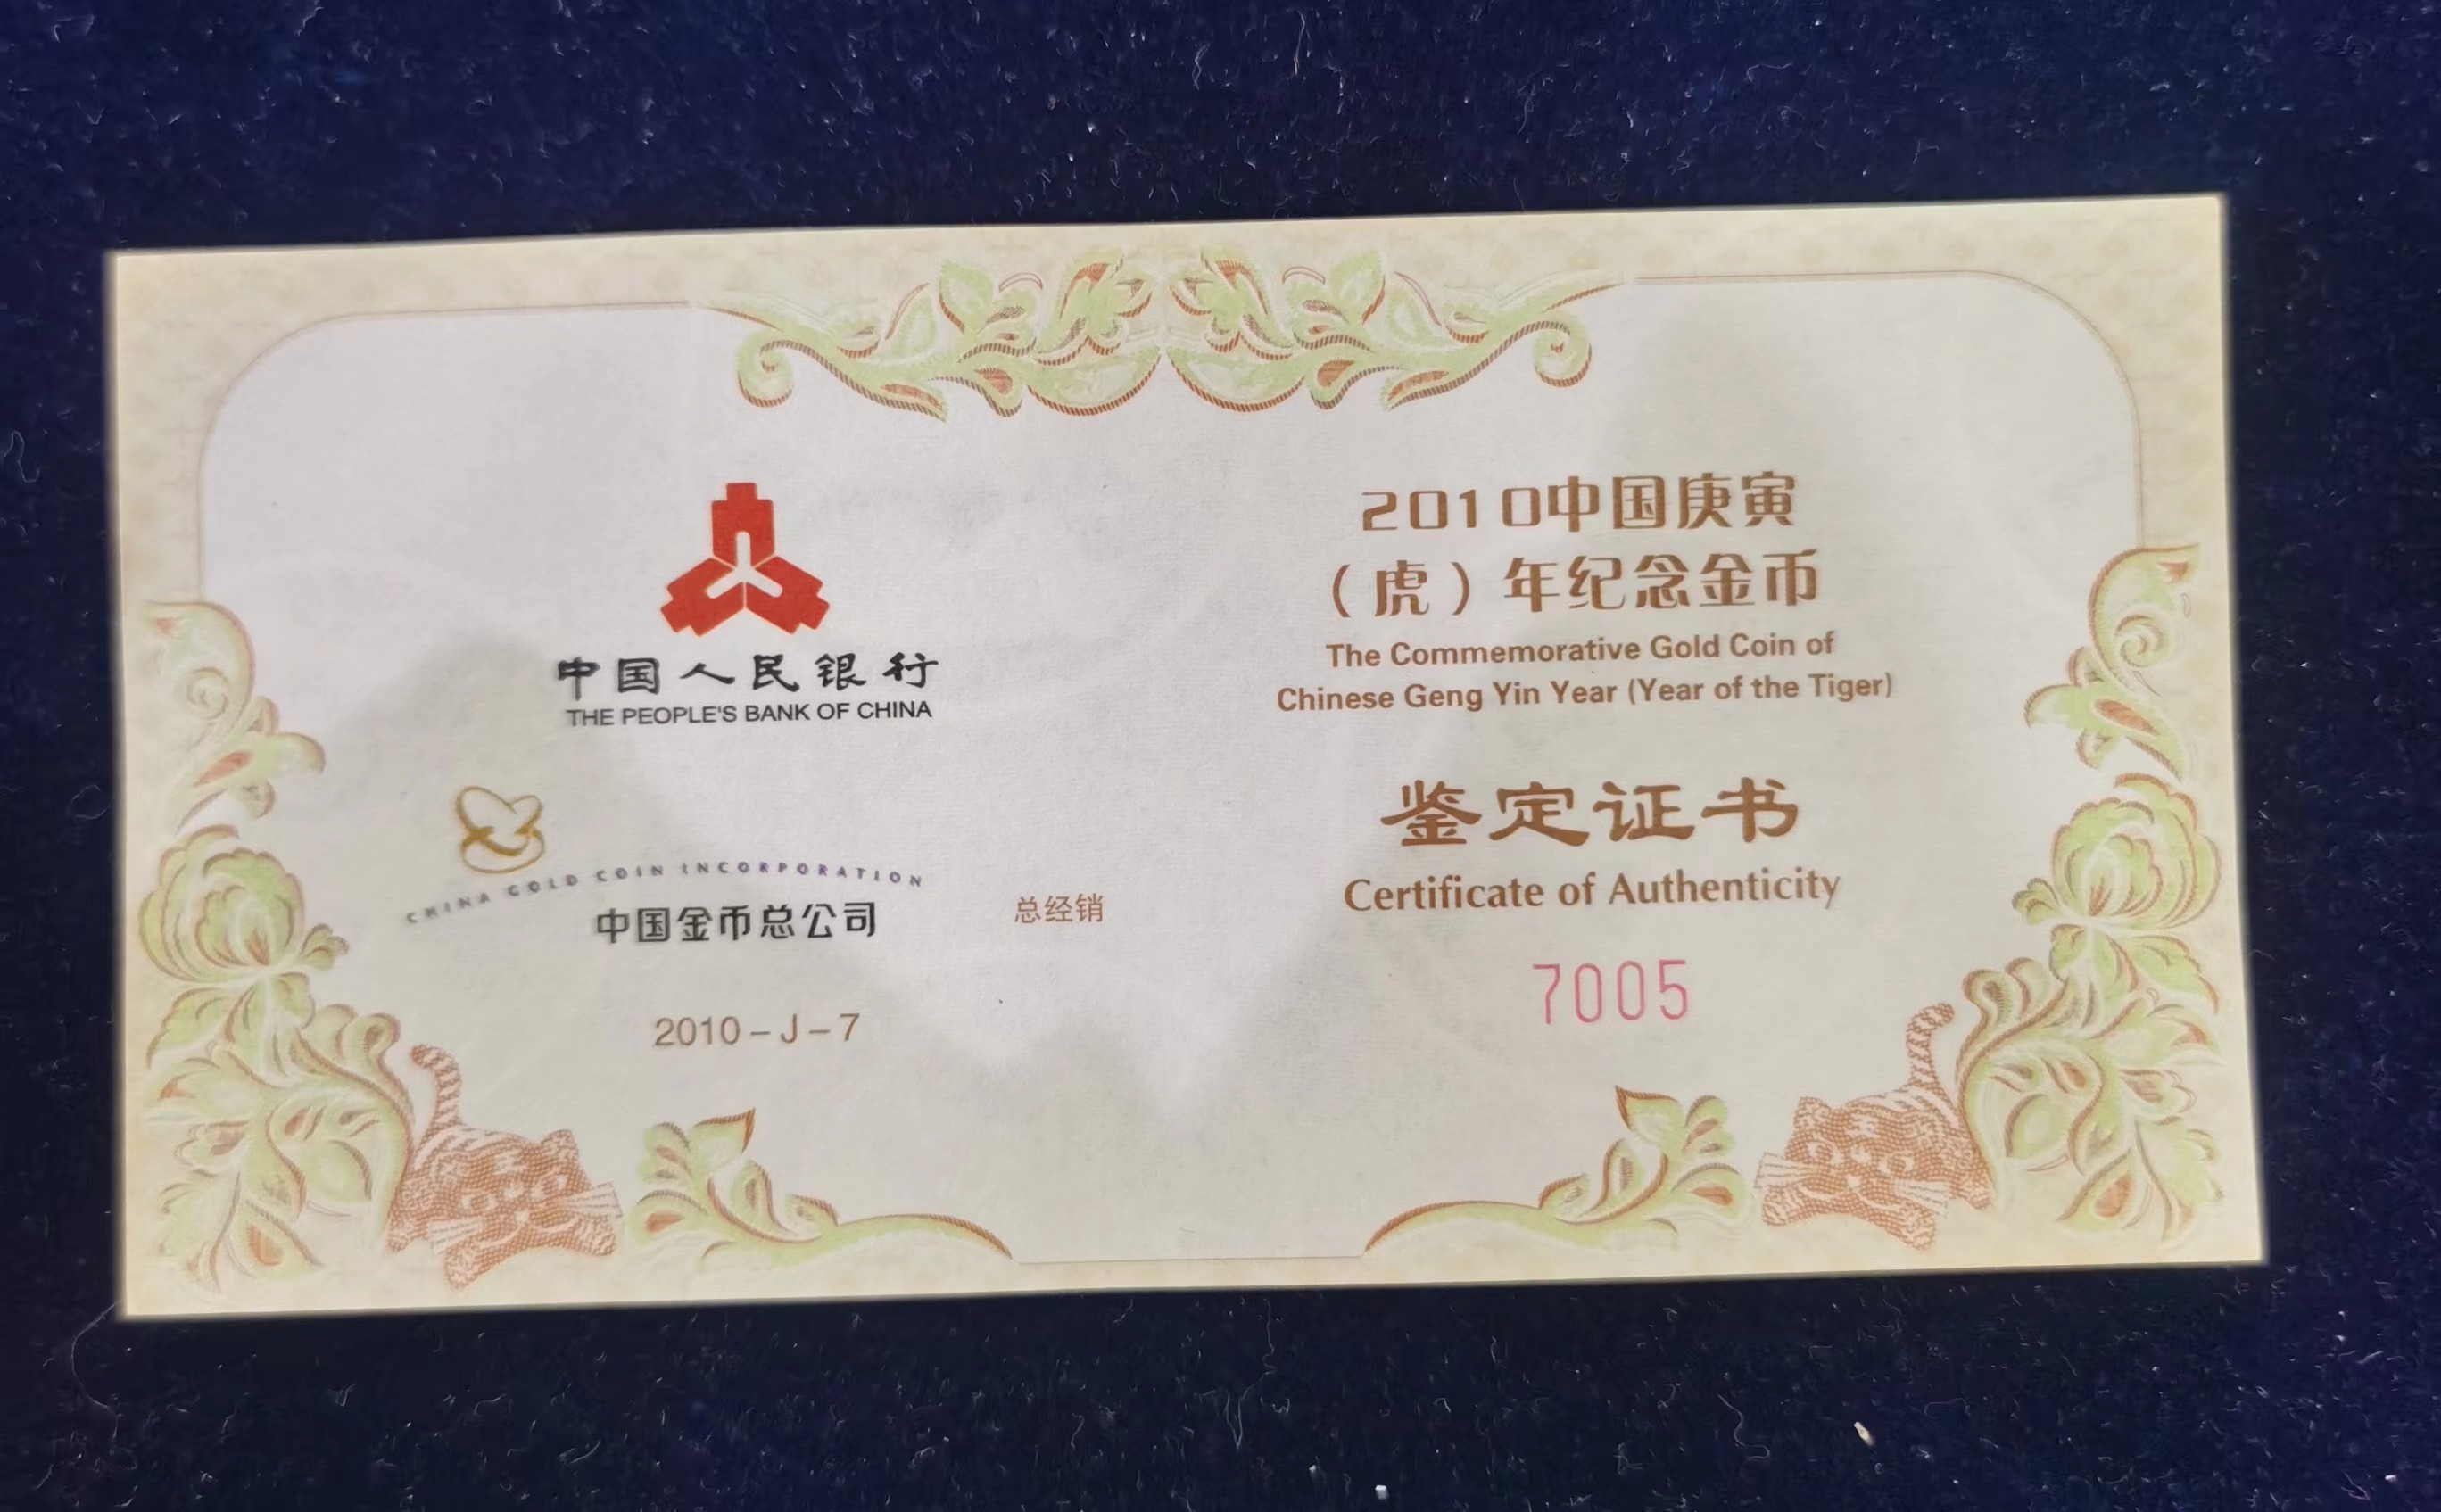 中国人民银行
THE PEOPLE'S BANK OF CHINA
CHINA GOLD COIN INCORPORATION
中国金币总公司
总经销
2010-J-7
2010中国庚寅
（虎）年纪念金币
The Commemorative Gold Coin of
Chinese Geng Yin Year (Year of the Tiger)
鉴定证书
Certificate of Authenticity
7005